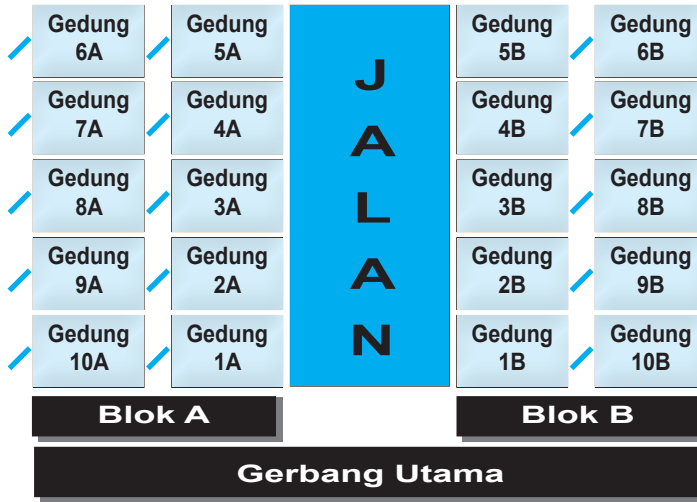 Gedung
6A
Gedung
5A
Gedung
5B
Gedung
6B
Gedung
7A
Gedung
4A
Gedung
4B
Gedung
7B
Gedung
8A
Gedung
3A
Gedung
3B
Gedung
8B
Gedung
9A
Gedung
2A
Gedung
2B
Gedung
9B
Gedung
10A
Gedung
1A
Gedung
1B
Gedung
10B
J
A
L
A
N
Blok A
Blok B
Gerbang Utama